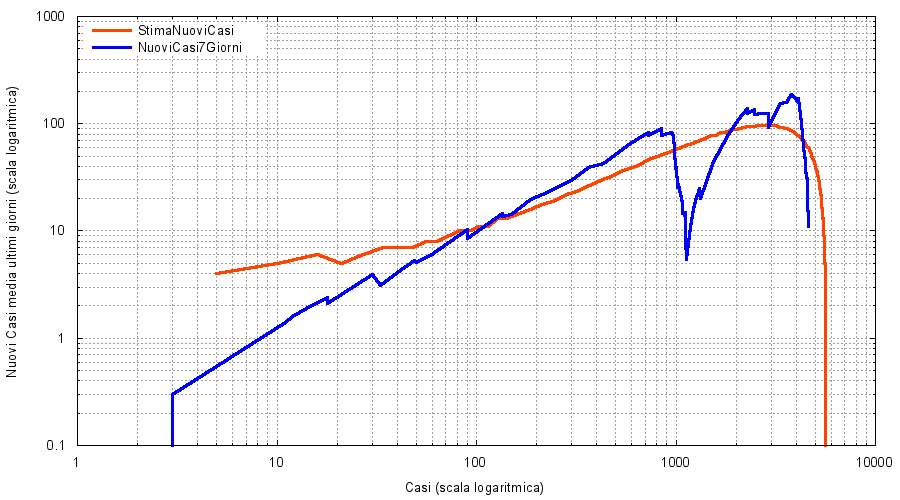 1000
100
10
1
0.1
StimaNuoviCasi
NuoviCasi7Giorni
Nuovi Casi media ultimi giorni (scala logaritmica)
1 10 100 1000 10000
Casi (scala logaritmica)